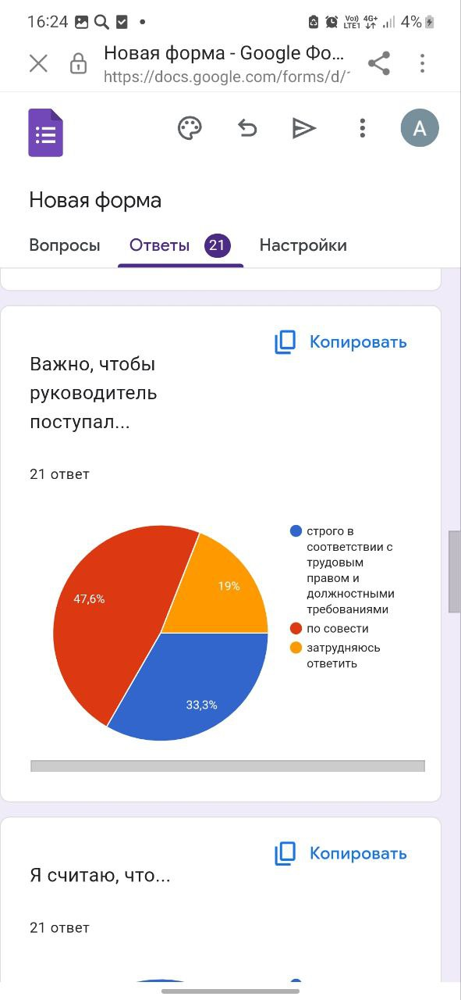 16:24
Vo)) 4G+
LTE1
4%
Новая форма - Google Фо...
https://docs.google.com/forms/d/
А
Новая форма
Вопросы Ответы 21 Настройки
Копировать
Важно, чтобы
руководитель
поступал...
21 ответ
строго в
соответствии с
трудовым
правом и
должностными
требованиями
по совести
затрудняюсь
ответить
47,6%
19%
33,3%
Копировать
Я считаю, что...
21 ответ